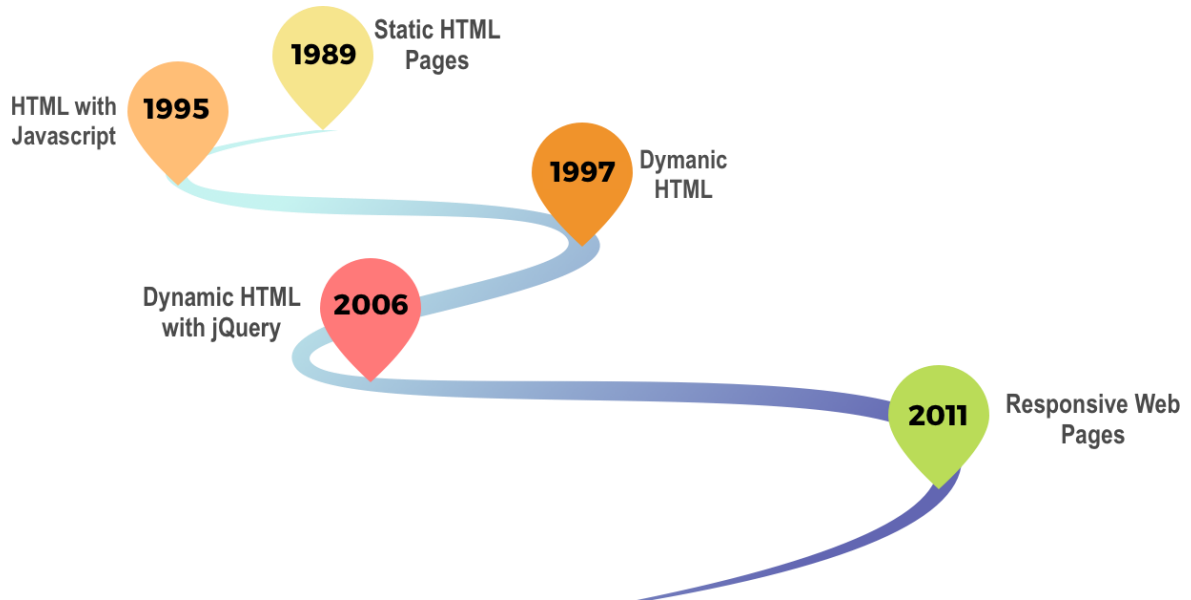 1989
Static HTML
Pages
1995
HTML with
Javascript
1997
Dymanic
HTML
2006
Dynamic HTML
with jQuery
2011
Responsive Web
Pages